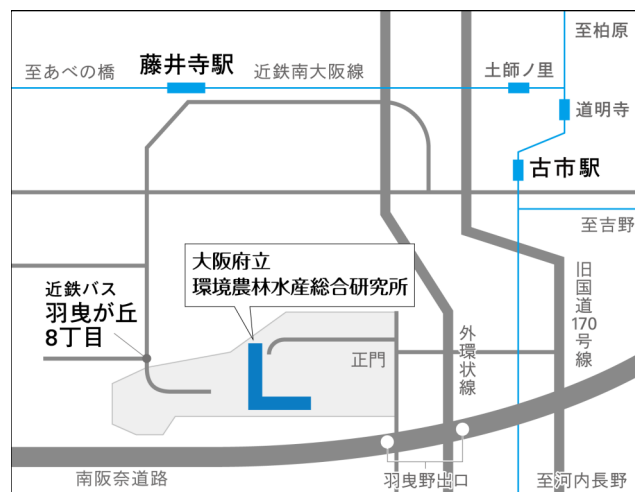 至柏原
藤井寺駅
至あべの橋
近鉄南大阪線
土師ノ里
道明寺
古市駅
至吉野
大阪府立
環境農林水産総合研究所
近鉄バス
羽曳が丘
8丁目
旧国道170号線
外環状線
正門
南阪奈道路
羽曳野出口
至河内長野